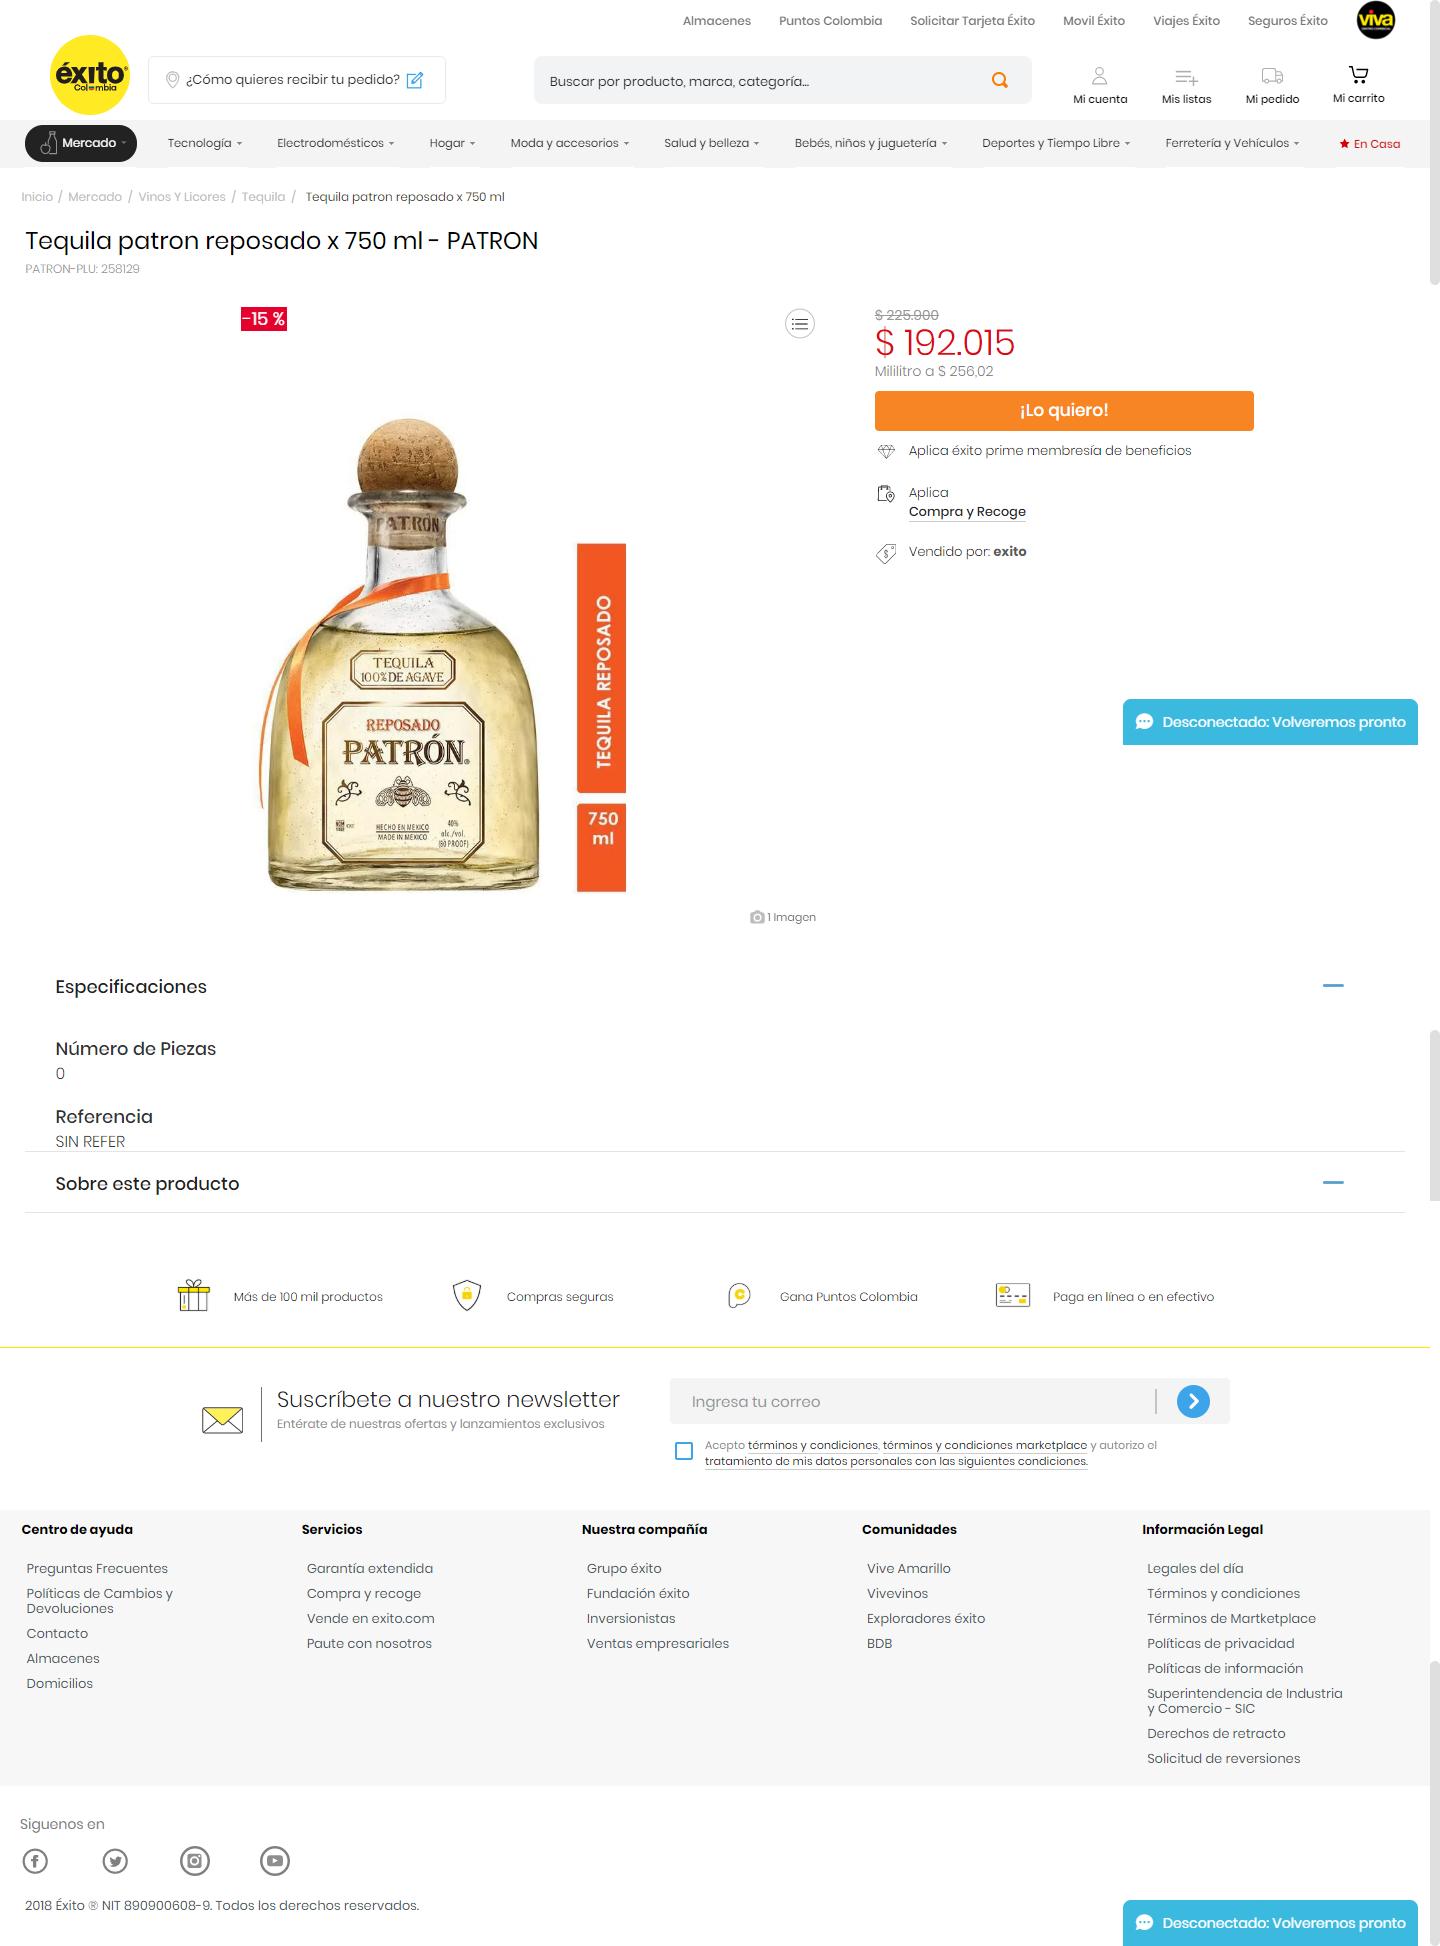 Almacenes Puntos Colombia Solicitar Tarjeta Éxito Movil Éxito Viajes Éxito Seguros Éxito viva
éxito
Colombia
¿Cómo quieres recibir tu pedido?
Buscar por producto, marca, categoría...
Mi cuenta Mis listas Mi pedido Mi carrito
Mercado Tecnología Electrodomésticos Hogar Moda y accesorios Salud y belleza Bebés, niños y juguetería Deportes y Tiempo Libre Ferretería y Vehículos En Casa
Inicio / Mercado / Vinos Y Licores / Tequila / Tequila patron reposado x 750 ml
Tequila patron reposado x 750 ml - PATRON
PATRON-PLU: 258129
-15 %
PATRÓN
TEQUILA
100% DE AGAVE
REPOSADO
PATRÓN
HECHO EN MEXICO
MADE IN MEXICO
40%
alc./vol.
(80 PROOF)
TEQUILA REPOSADO
750
ml
1 Imagen
$ 225.900
$ 192.015
Mililitro a $ 256,02
¡Lo quiero!
Aplica éxito prime membresía de beneficios
Aplica
Compra y Recoge
Vendido por: exito
Desconectado: Volveremos pronto
Especificaciones
Número de Piezas
0
Referencia
SIN REFER
Sobre este producto
Más de 100 mil productos Compras seguras Gana Puntos Colombia Paga en línea o en efectivo
Suscríbete a nuestro newsletter
Entérate de nuestras ofertas y lanzamientos exclusivos
Ingresa tu correo
Acepto términos y condiciones, términos y condiciones marketplace y autorizo el
tratamiento de mis datos personales con las siguientes condiciones.
Centro de ayuda
Preguntas Frecuentes
Políticas de Cambios y
Devoluciones
Contacto
Almacenes
Domicilios
Servicios
Garantía extendida
Compra y recoge
Vende en exito.com
Paute con nosotros
Nuestra compañía
Grupo éxito
Fundación éxito
Inversionistas
Ventas empresariales
Comunidades
Vive Amarillo
Vivevinos
Exploradores éxito
BDB
Información Legal
Legales del día
Términos y condiciones
Términos de Martketplace
Políticas de privacidad
Políticas de información
Superintendencia de Industria
y Comercio - SIC
Derechos de retracto
Solicitud de reversiones
Siguenos en
2018 Éxito ® NIT 890900608-9. Todos los derechos reservados.
Desconectado: Volveremos pronto